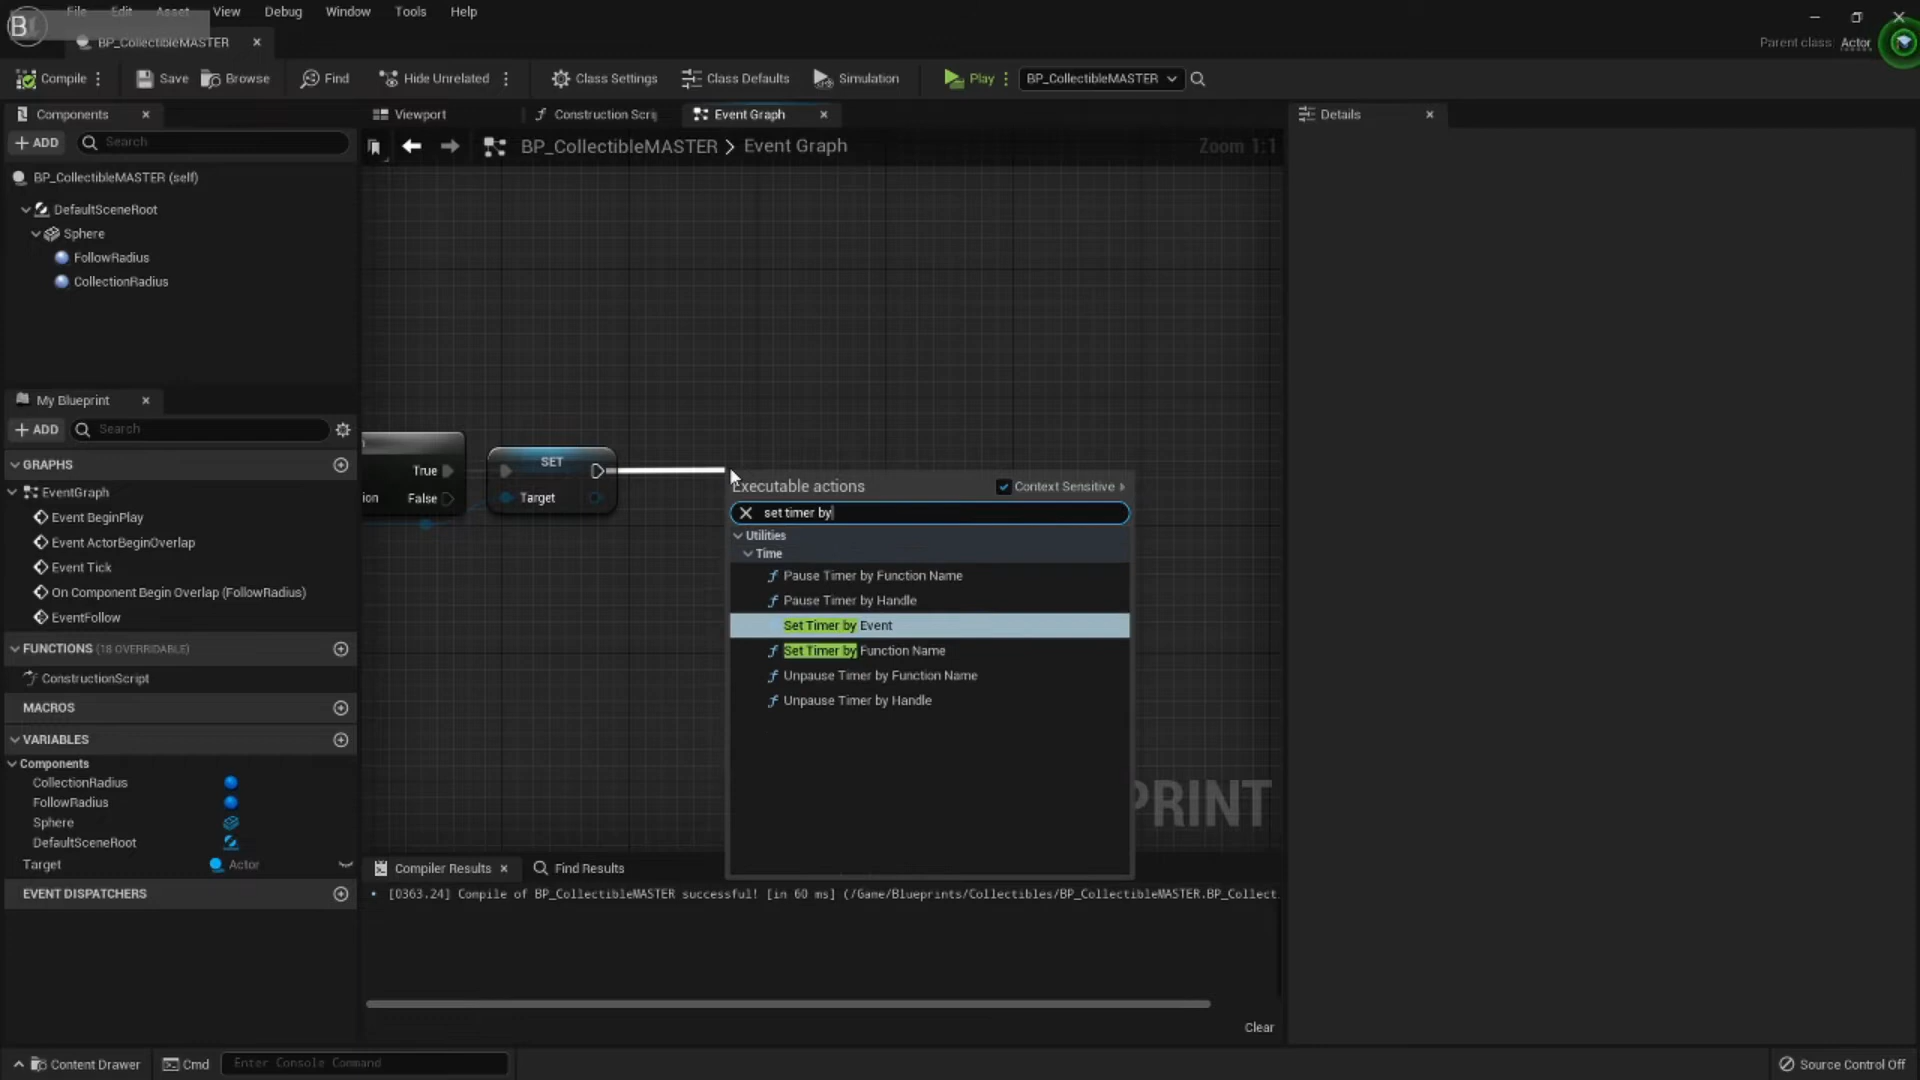 B
File Edit Asset View Debug Window Tools Help
BP_CollectibleMASTER
Parent class: Actor
Compile Save Browse Find Hide Unrelated Class Settings Class Defaults Simulation Play BP_CollectibleMASTER
Components
+ ADD Search
BP_CollectibleMASTER (self)
DefaultSceneRoot
Sphere
FollowRadius
CollectionRadius
My Blueprint
+ ADD Search
GRAPHS
EventGraph
Event BeginPlay
Event ActorBeginOverlap
Event Tick
On Component Begin Overlap (FollowRadius)
EventFollow
FUNCTIONS (18 OVERRIDABLE)
ConstructionScript
MACROS
VARIABLES
Components
CollectionRadius
FollowRadius
Sphere
DefaultSceneRoot
Target Actor
EVENT DISPATCHERS
Viewport Construction Scrip Event Graph
BP_CollectibleMASTER > Event Graph Zoom 1:1
True
ion False
SET
Target
Executable actions Context Sensitive
set timer by
Utilities
Time
Pause Timer by Function Name
Pause Timer by Handle
Set Timer by Event
Set Timer by Function Name
Unpause Timer by Function Name
Unpause Timer by Handle
PRINT
Compiler Results Find Results
[0363.24] Compile of BP_CollectibleMASTER successful! [in 60 ms] (/Game/Blueprints/Collectibles/BP_CollectibleMASTER.BP_Collect
Clear
Details
Content Drawer Cmd Enter Console Command
Source Control Off